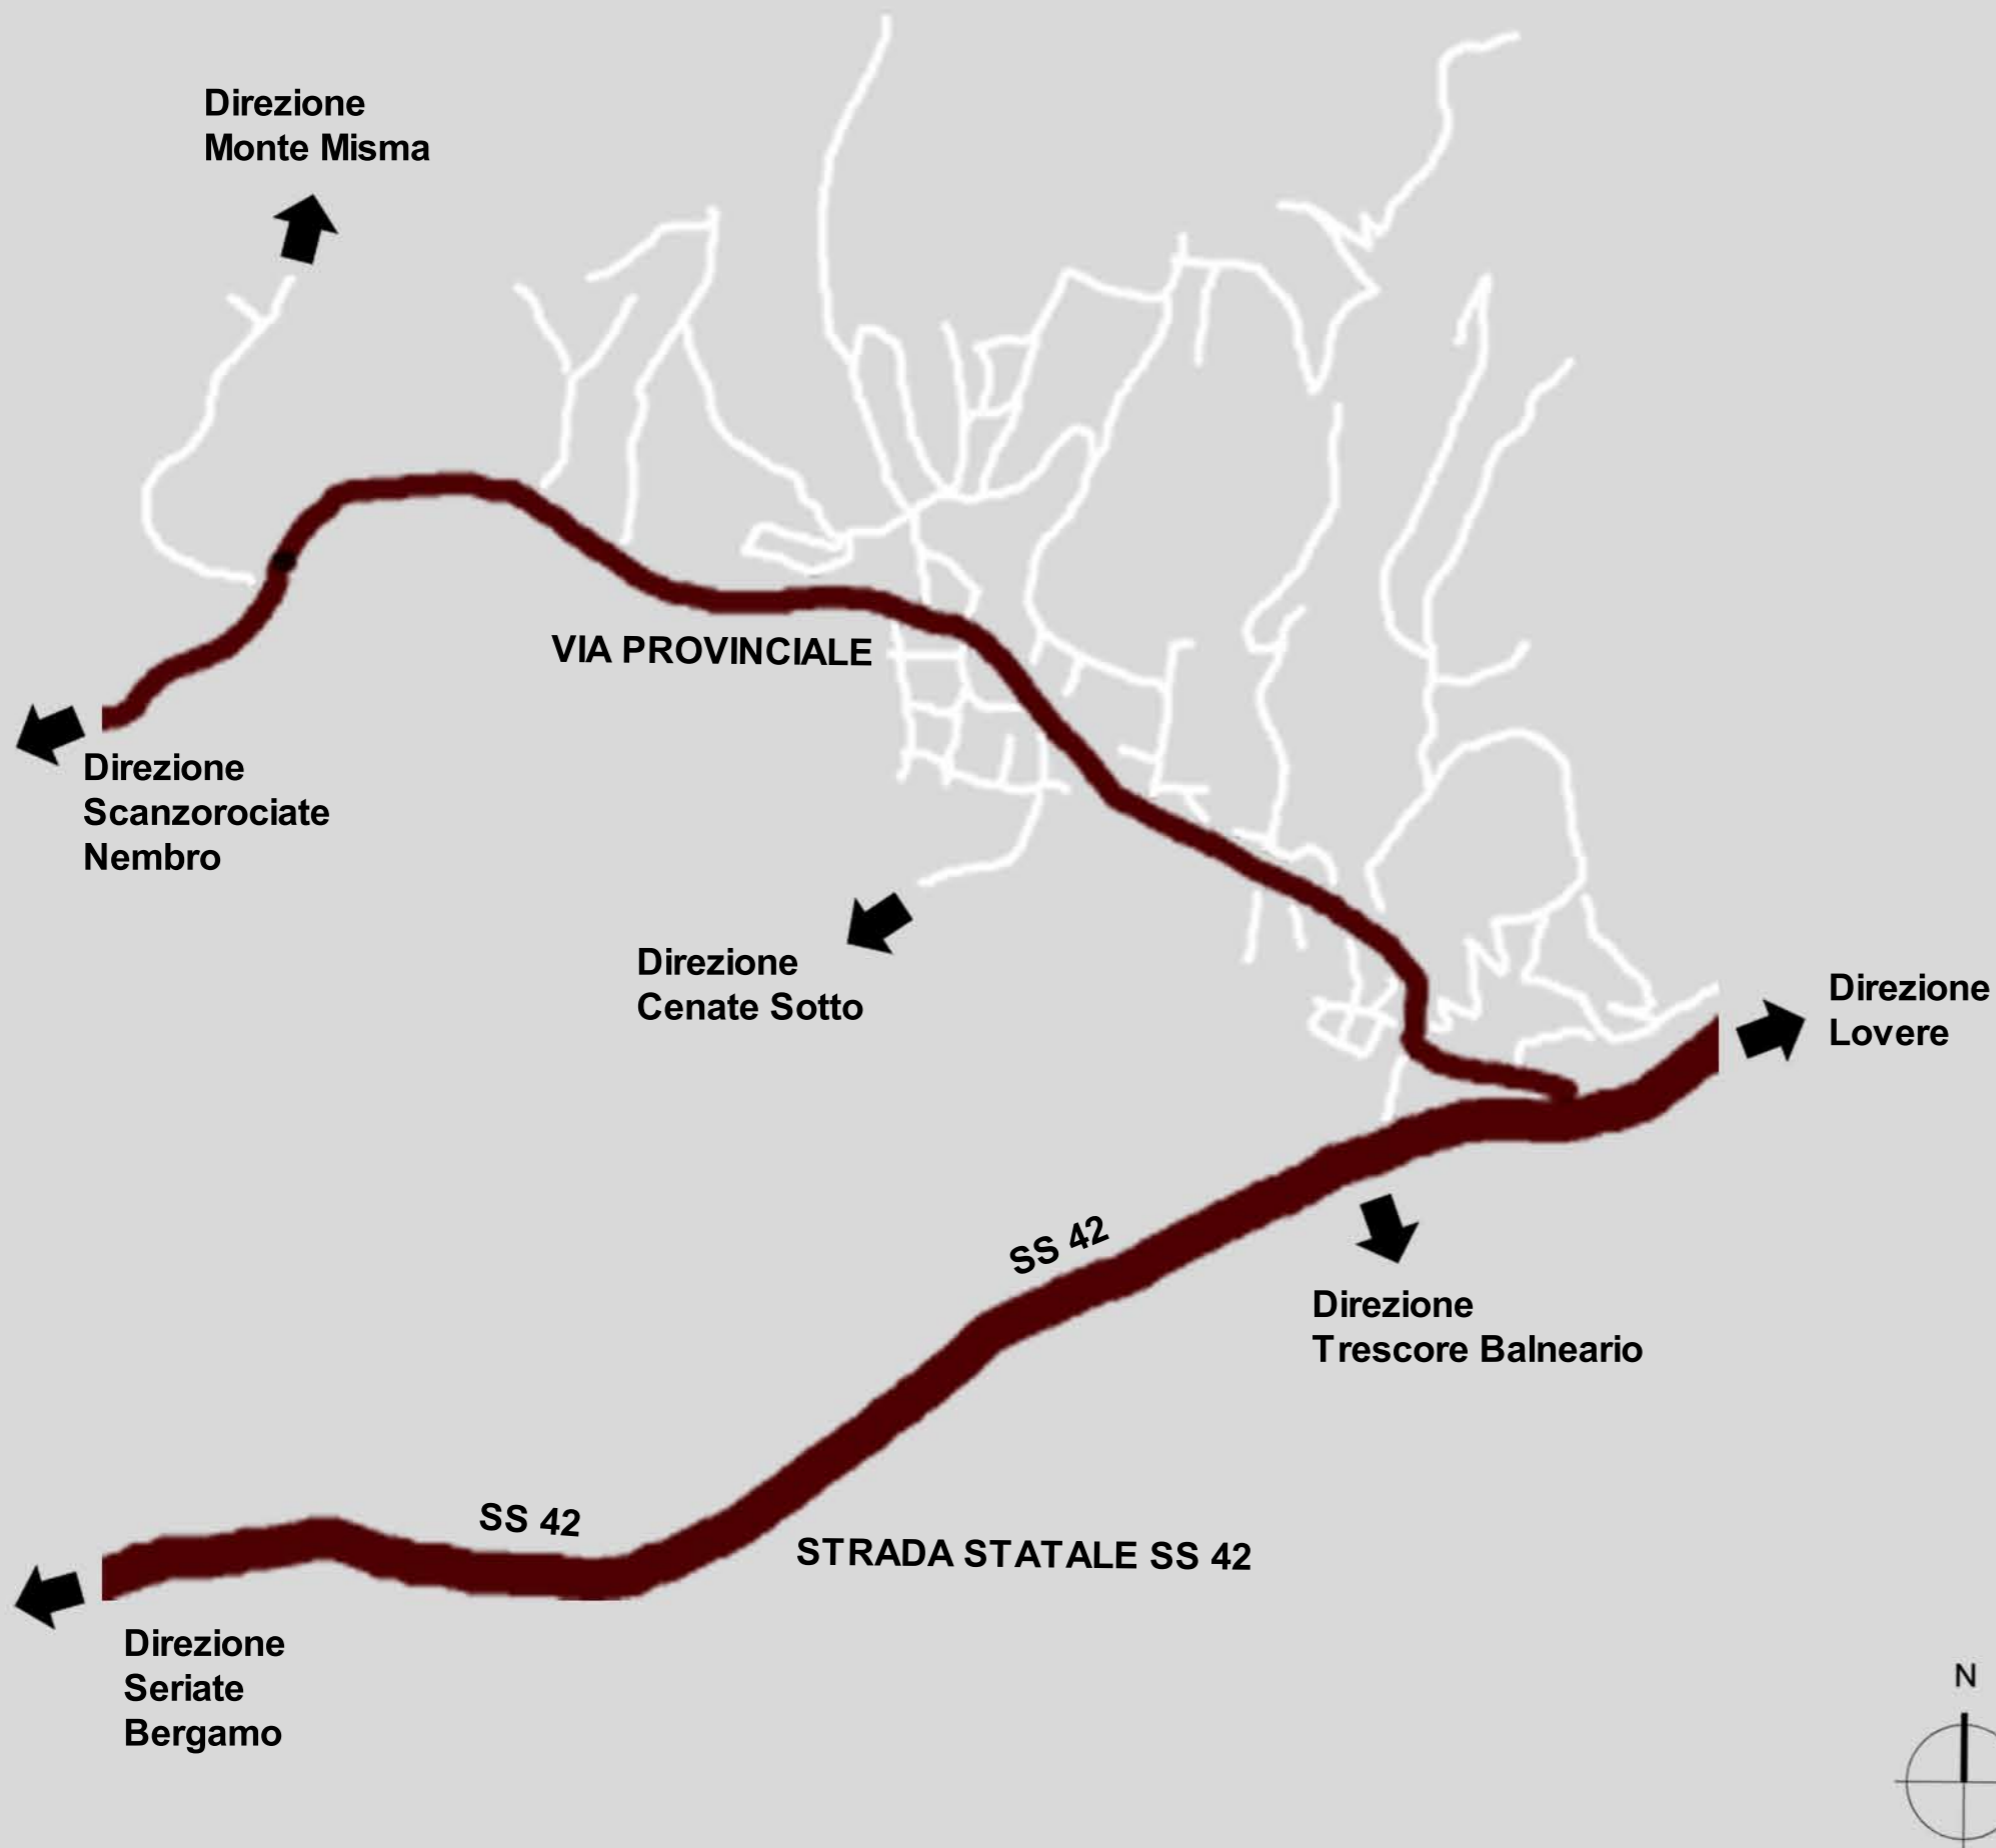 Direzione
Monte Misma
VIA PROVINCIALE
Direzione
Scanzorociate
Nembro
Direzione
Cenate Sotto
Direzione
Lovere
SS 42
Direzione
Trescore Balneario
SS 42
STRADA STATALE SS 42
Direzione
Seriate
Bergamo
N